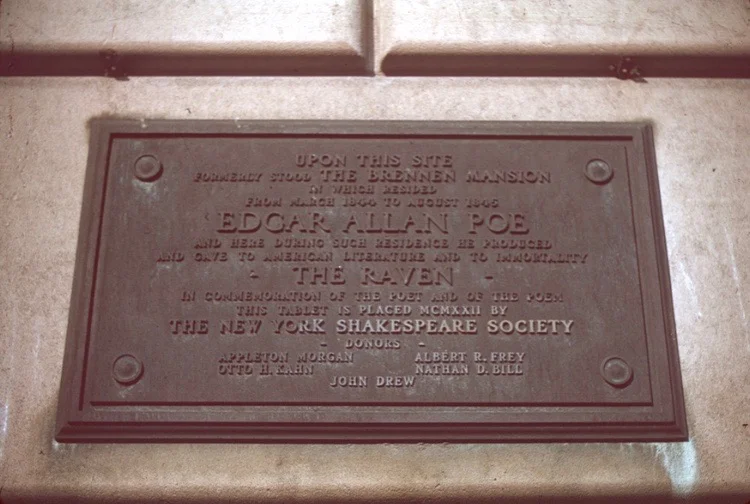 UPON THIS SITE
FORMERLY STOOD THE BRENNEN MANSION
IN WHICH RESIDED
FROM MARCH 1844 TO AUGUST 1845
EDGAR ALLAN POE
AND HERE DURING SUCH RESIDENCE HE PRODUCED
AND GAVE TO AMERICAN LITERATURE AND TO IMMORTALITY
- THE RAVEN -
IN COMMEMORATION OF THE POET AND OF THE POEM
THIS TABLET IS PLACED MCMXXII BY
THE NEW YORK SHAKESPEARE SOCIETY
- DONORS -
APPLETON MORGAN ALBERT R. FREY
OTTO H. KAHN NATHAN D. BILL
JOHN DREW